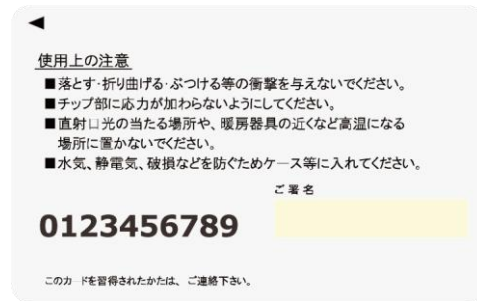 使用上の注意
■落とす･折り曲げる･ぶつける等の衝撃を与えないでください。
■チップ部に応力が加わらないようにしてください。
■直射口光の当たる場所や、暖房器具の近くなど高温になる
場所に置かないでください。
■水気、静電気、破損などを防ぐためケース等に入れてください。
ご署名
0123456789
このカードを習得されたかたは、ご連絡下さい。